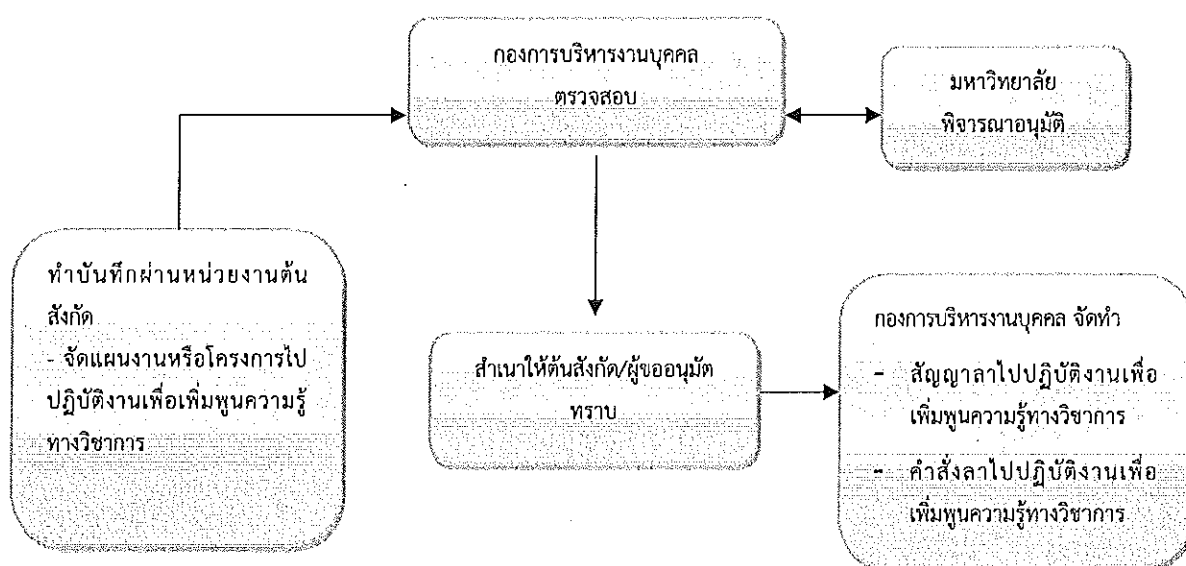 กองการบริหารงานบุคคล
ตรวจสอบ
มหาวิทยาลัย
พิจารณาอนุมัติ
ทำบันทึกผ่านหน่วยงานต้น
สังกัด
- จัดแผนงานหรือโครงการไป
ปฏิบัติงานเพื่อเพิ่มพูนความรู้
ทางวิชาการ
สำเนาให้ต้นสังกัด/ผู้ขออนุมัต
ทราบ
กองการบริหารงานบุคคล จัดทำ
- สัญญาลาไปปฏิบัติงานเพื่อ
เพิ่มพูนความรู้ทางวิชาการ
- คำสั่งลาไปปฏิบัติงานเพื่อ
เพิ่มพูนความรู้ทางวิชาการ